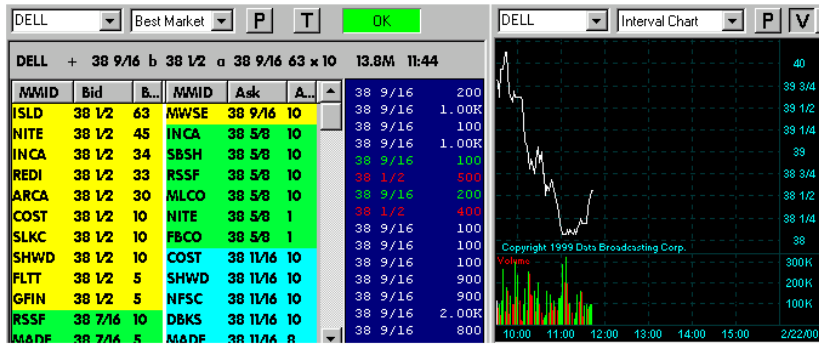 DELL Best Market P T OK
DELL + 38 9/16 b 38 1/2 a 38 9/16 63 x 10 13.8M 11:44
MMID Bid B... MMID Ask A...
ISLD 38 1/2 63 MWSE 38 9/16 10
NITE 38 1/2 45 INCA 38 5/8 10
INCA 38 1/2 34 SBSH 38 5/8 10
REDI 38 1/2 33 RSSF 38 5/8 10
ARCA 38 1/2 30 MLCO 38 5/8 10
COST 38 1/2 10 NITE 38 5/8 1
SLKC 38 1/2 10 FBCO 38 5/8 1
SHWD 38 1/2 10 COST 38 11/16 10
FLTT 38 1/2 5 SHWD 38 11/16 10
GFIN 38 1/2 5 NFSC 38 11/16 10
RSSF 38 7/16 10 DBKS 38 11/16 10
MADF 38 7/16 5 MADF 38 11/16 8
38 9/16 200
38 9/16 1.00K
38 9/16 100
38 9/16 1.00K
38 9/16 100
38 1/2 500
38 9/16 200
38 1/2 400
38 9/16 100
38 9/16 100
38 9/16 100
38 9/16 900
38 9/16 900
38 9/16 2.00K
38 9/16 800
DELL Interval Chart P V
40
39 3/4
39 1/2
39 1/4
39
38 3/4
38 1/2
38 1/4
38
Copyright 1999 Data Broadcasting Corp.
Volume
300K
200K
100K
10:00 11:00 12:00 13:00 14:00 15:00 2/22/00